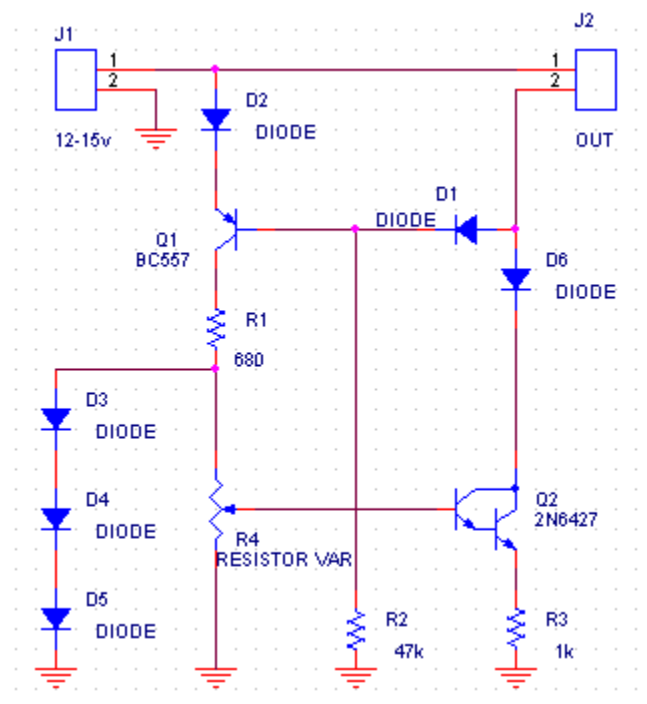 J1
J2
1
2
1
2
D2
DIODE
12-15v
OUT
D1
DIODE
Q1
BC557
D6
DIODE
R1
680
D3
DIODE
D4
DIODE
Q2
2N6427
R4
RESISTOR VAR
D5
DIODE
R2
47k
R3
1k